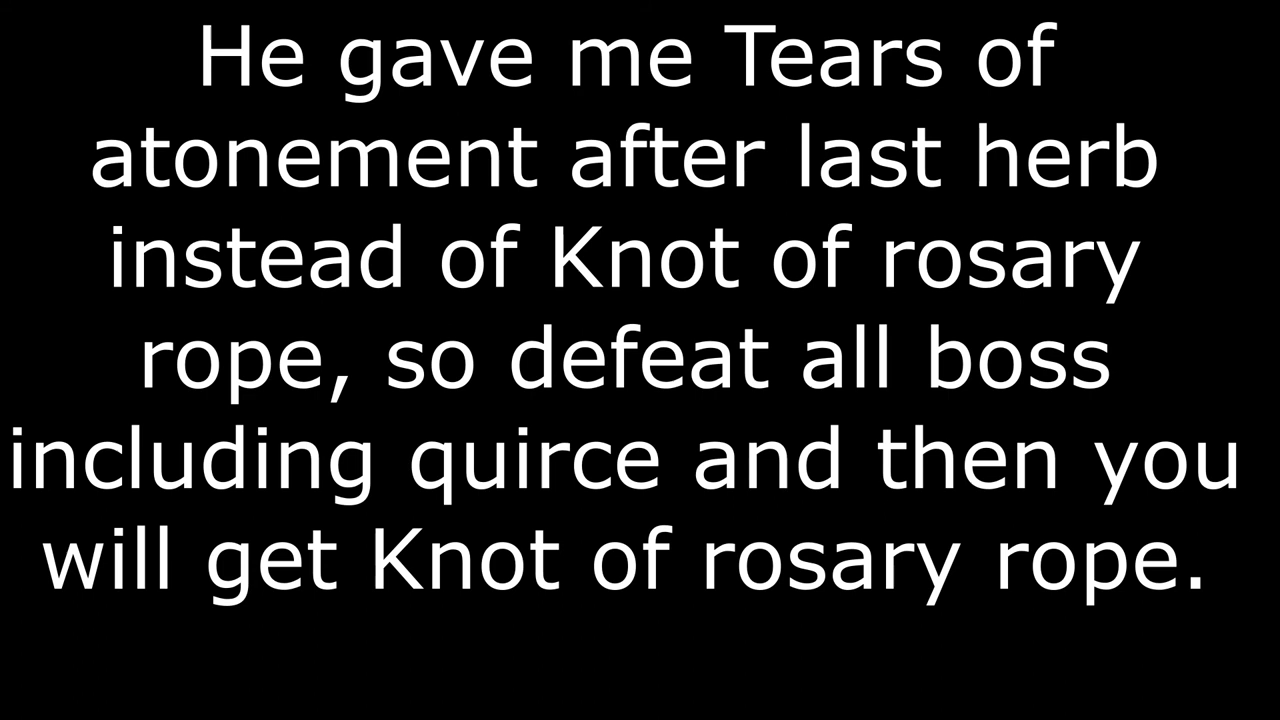 He gave me Tears of
atonement after last herb
instead of Knot of rosary
rope, so defeat all boss
including quirce and then you
will get Knot of rosary rope.